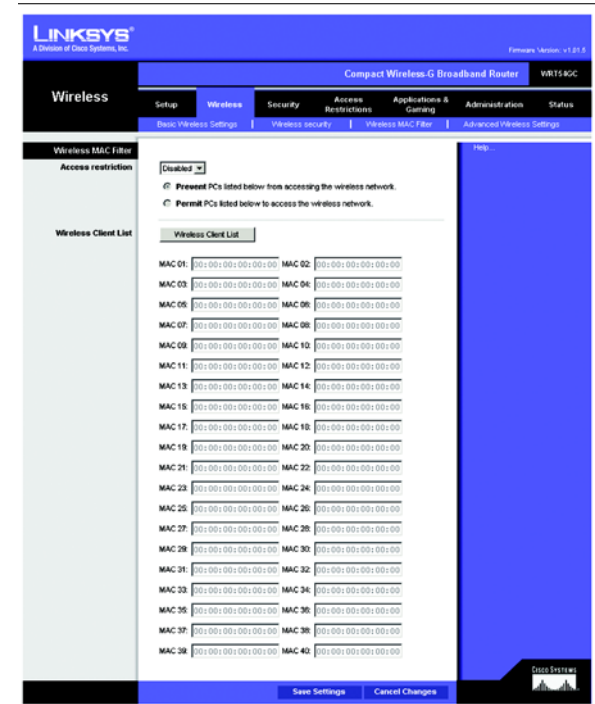 LINKSYS®
A Division of Cisco Systems, Inc.
Firmware Version: v1.01.5
Compact Wireless-G Broadband Router WRT54GC
Wireless
Setup Wireless Security Access Restrictions Applications & Gaming Administration Status
Basic Wireless Settings | Wireless security | Wireless MAC Filter | Advanced Wireless Settings
Wireless MAC Filter
Help...
Access restriction
Disabled
Prevent PCs listed below from accessing the wireless network.
Permit PCs listed below to access the wireless network.
Wireless Client List
Wireless Client List
MAC 01: 00:00:00:00:00:00 MAC 02: 00:00:00:00:00:00
MAC 03: 00:00:00:00:00:00 MAC 04: 00:00:00:00:00:00
MAC 05: 00:00:00:00:00:00 MAC 06: 00:00:00:00:00:00
MAC 07: 00:00:00:00:00:00 MAC 08: 00:00:00:00:00:00
MAC 09: 00:00:00:00:00:00 MAC 10: 00:00:00:00:00:00
MAC 11: 00:00:00:00:00:00 MAC 12: 00:00:00:00:00:00
MAC 13: 00:00:00:00:00:00 MAC 14: 00:00:00:00:00:00
MAC 15: 00:00:00:00:00:00 MAC 16: 00:00:00:00:00:00
MAC 17: 00:00:00:00:00:00 MAC 18: 00:00:00:00:00:00
MAC 19: 00:00:00:00:00:00 MAC 20: 00:00:00:00:00:00
MAC 21: 00:00:00:00:00:00 MAC 22: 00:00:00:00:00:00
MAC 23: 00:00:00:00:00:00 MAC 24: 00:00:00:00:00:00
MAC 25: 00:00:00:00:00:00 MAC 26: 00:00:00:00:00:00
MAC 27: 00:00:00:00:00:00 MAC 28: 00:00:00:00:00:00
MAC 29: 00:00:00:00:00:00 MAC 30: 00:00:00:00:00:00
MAC 31: 00:00:00:00:00:00 MAC 32: 00:00:00:00:00:00
MAC 33: 00:00:00:00:00:00 MAC 34: 00:00:00:00:00:00
MAC 35: 00:00:00:00:00:00 MAC 36: 00:00:00:00:00:00
MAC 37: 00:00:00:00:00:00 MAC 38: 00:00:00:00:00:00
MAC 39: 00:00:00:00:00:00 MAC 40: 00:00:00:00:00:00
Save Settings Cancel Changes
CISCO SYSTEMS